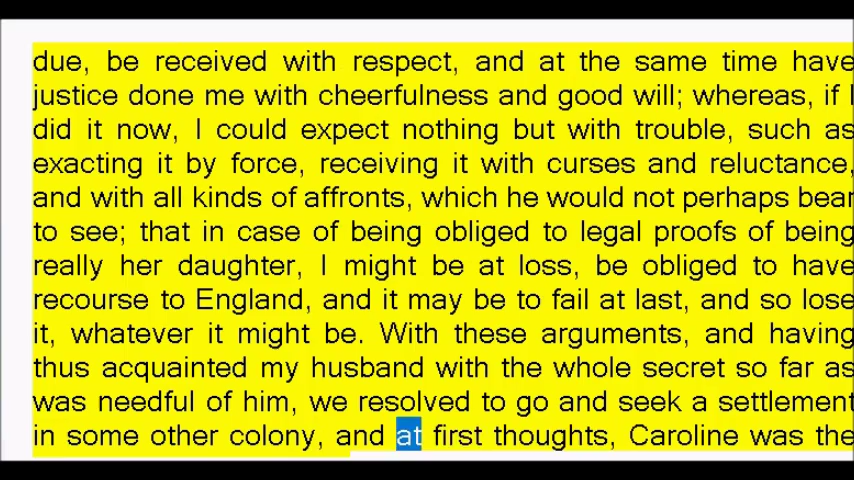 due, be received with respect, and at the same time have
justice done me with cheerfulness and good will; whereas, if I
did it now, I could expect nothing but with trouble, such as
exacting it by force, receiving it with curses and reluctance,
and with all kinds of affronts, which he would not perhaps bear
to see; that in case of being obliged to legal proofs of being
really her daughter, I might be at loss, be obliged to have
recourse to England, and it may be to fail at last, and so lose
it, whatever it might be. With these arguments, and having
thus acquainted my husband with the whole secret so far as
was needful of him, we resolved to go and seek a settlement
in some other colony, and at first thoughts, Caroline was the